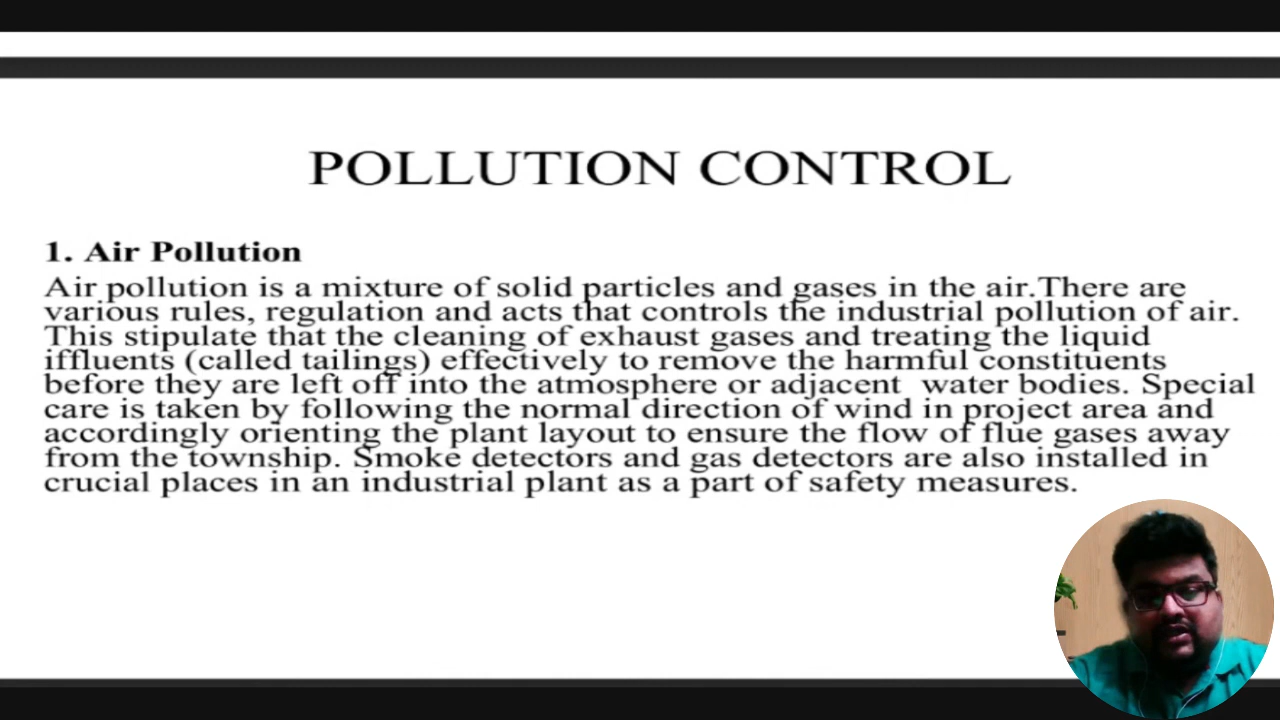 POLLUTION CONTROL
1. Air Pollution
Air pollution is a mixture of solid particles and gases in the air.There are
various rules, regulation and acts that controls the industrial pollution of air.
This stipulate that the cleaning of exhaust gases and treating the liquid
iffluents (called tailings) effectively to remove the harmful constituents
before they are left off into the atmosphere or adjacent  water bodies. Special
care is taken by following the normal direction of wind in project area and
accordingly orienting the plant layout to ensure the flow of flue gases away
from the township. Smoke detectors and gas detectors are also installed in
crucial places in an industrial plant as a part of safety measures.